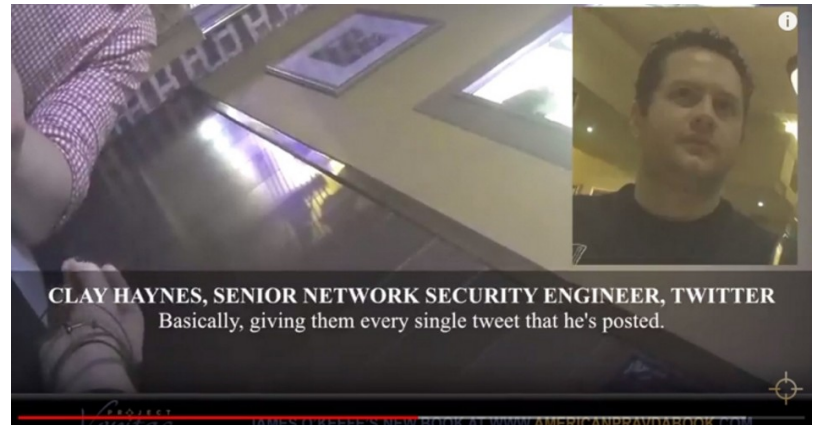 i
CLAY HAYNES, SENIOR NETWORK SECURITY ENGINEER, TWITTER
Basically, giving them every single tweet that he's posted.
PROJECT
JAMES O'KEEFE'S NEW BOOK AT WWW.AMERICANPRAVDABOOK.COM